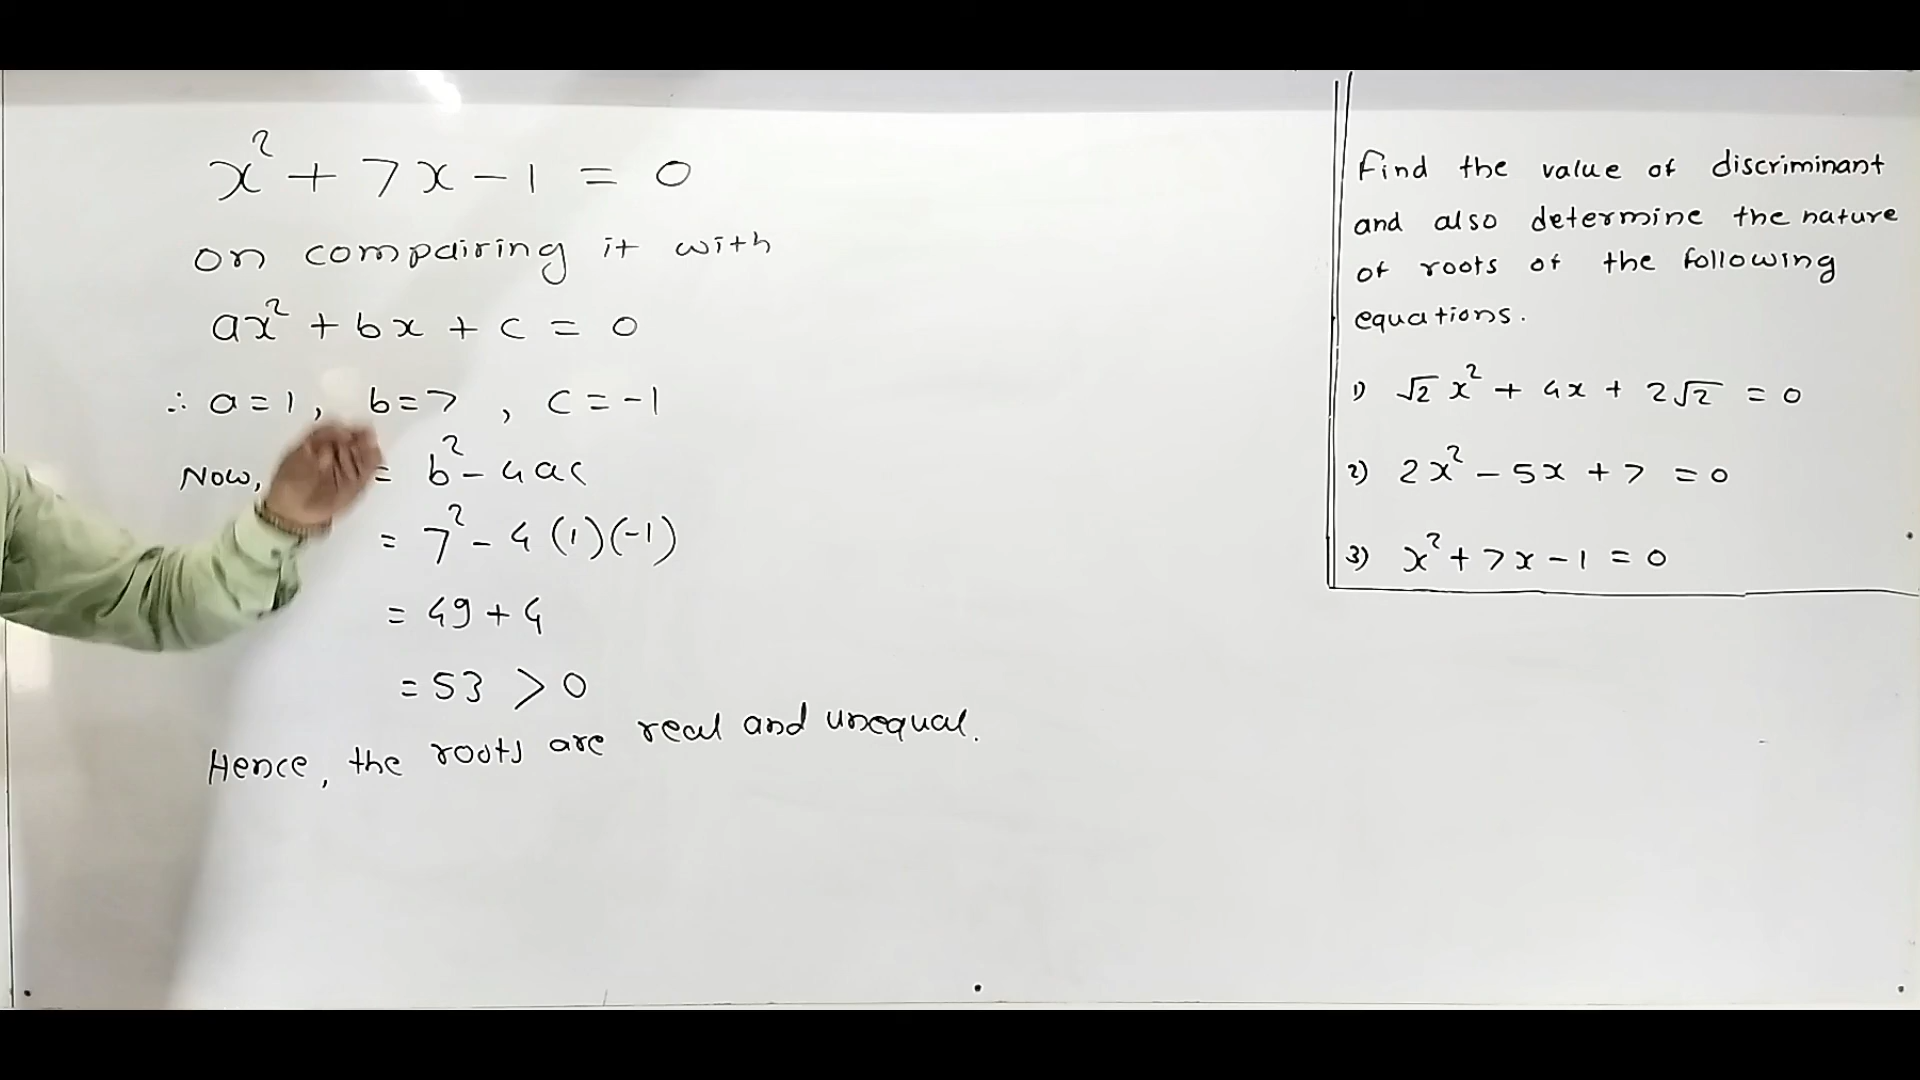 x² + 7x - 1 = 0
on compairing it with
ax² + bx + c = 0
∴ a = 1, b = 7, c = -1
Now, = b² - 4ac
= 7² - 4(1)(-1)
= 49 + 4
= 53 > 0
Hence, the roots are real and unequal.
Find the value of discriminant
and also determine the nature
of roots of the following
equations.
1) √2 x² + 4x + 2√2 = 0
2) 2x² - 5x + 7 = 0
3) x² + 7x - 1 = 0